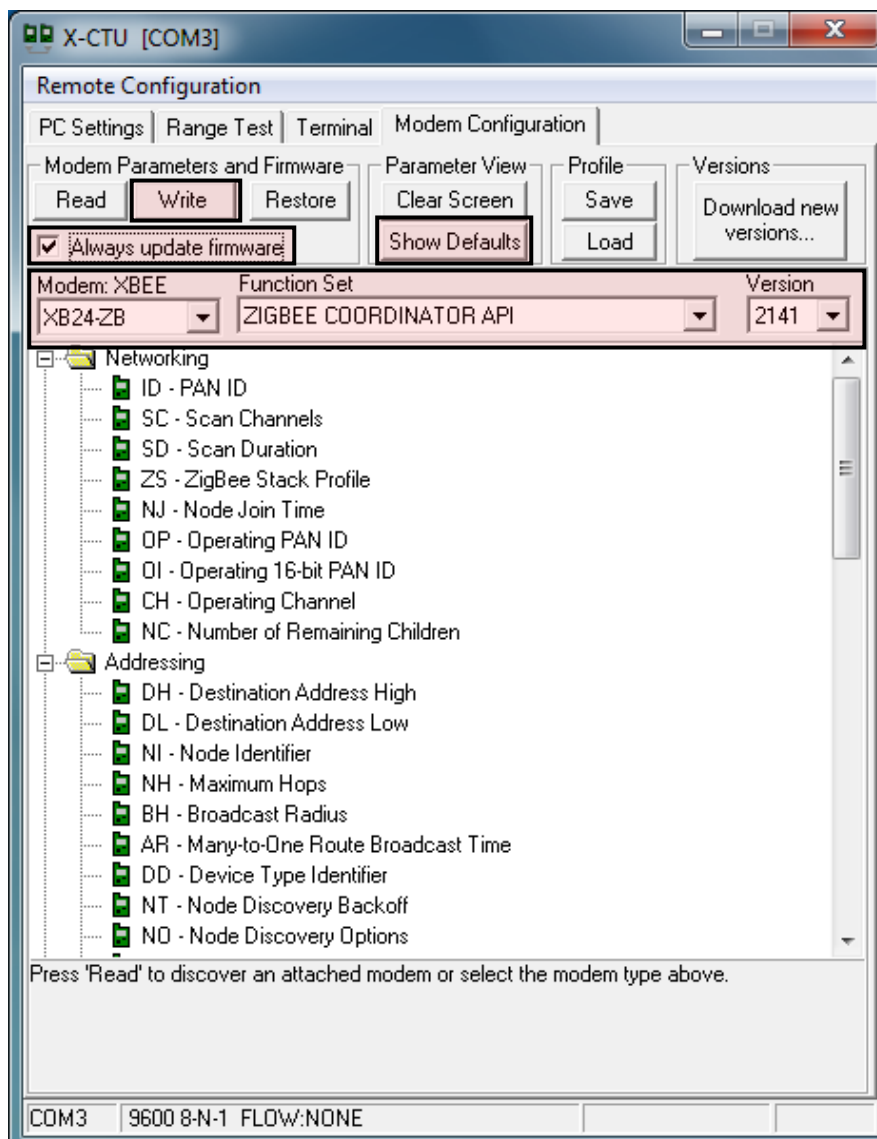 X-CTU [COM3]
Remote Configuration
PC Settings Range Test Terminal Modem Configuration
Modem Parameters and Firmware Parameter View Profile Versions
Read Write Restore Clear Screen Save Download new versions...
Always update firmware Show Defaults Load
Modem: XBEE Function Set Version
XB24-ZB ZIGBEE COORDINATOR API 2141
Networking
ID - PAN ID
SC - Scan Channels
SD - Scan Duration
ZS - ZigBee Stack Profile
NJ - Node Join Time
OP - Operating PAN ID
OI - Operating 16-bit PAN ID
CH - Operating Channel
NC - Number of Remaining Children
Addressing
DH - Destination Address High
DL - Destination Address Low
NI - Node Identifier
NH - Maximum Hops
BH - Broadcast Radius
AR - Many-to-One Route Broadcast Time
DD - Device Type Identifier
NT - Node Discovery Backoff
NO - Node Discovery Options
Press 'Read' to discover an attached modem or select the modem type above.
COM3 9600 8-N-1 FLOW:NONE